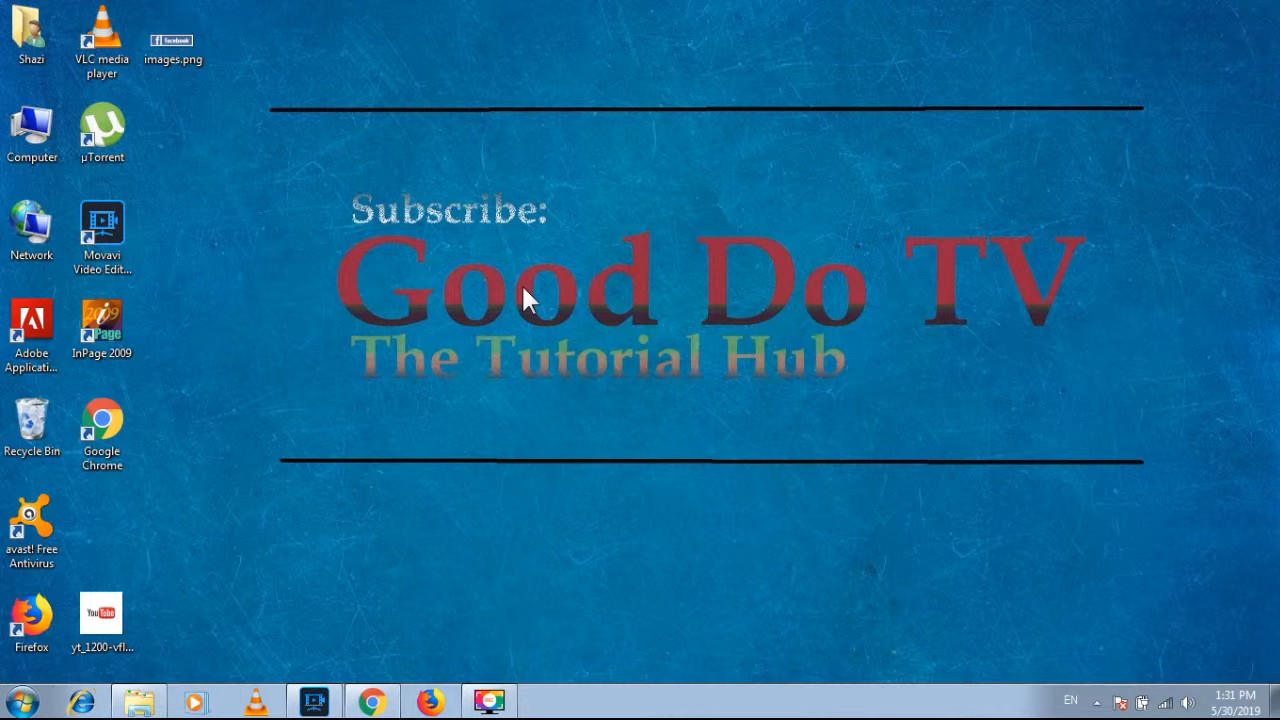 Shazi
VLC media
player
facebook
images.png
Computer
µTorrent
Network
Movavi
Video Edit...
Adobe
Applicati...
2009
Page
InPage 2009
Recycle Bin
Google
Chrome
avast! Free
Antivirus
Firefox
YouTube
yt_1200-vfl...
Subscribe:
Good Do TV
The Tutorial Hub
EN
1:31 PM
5/30/2019